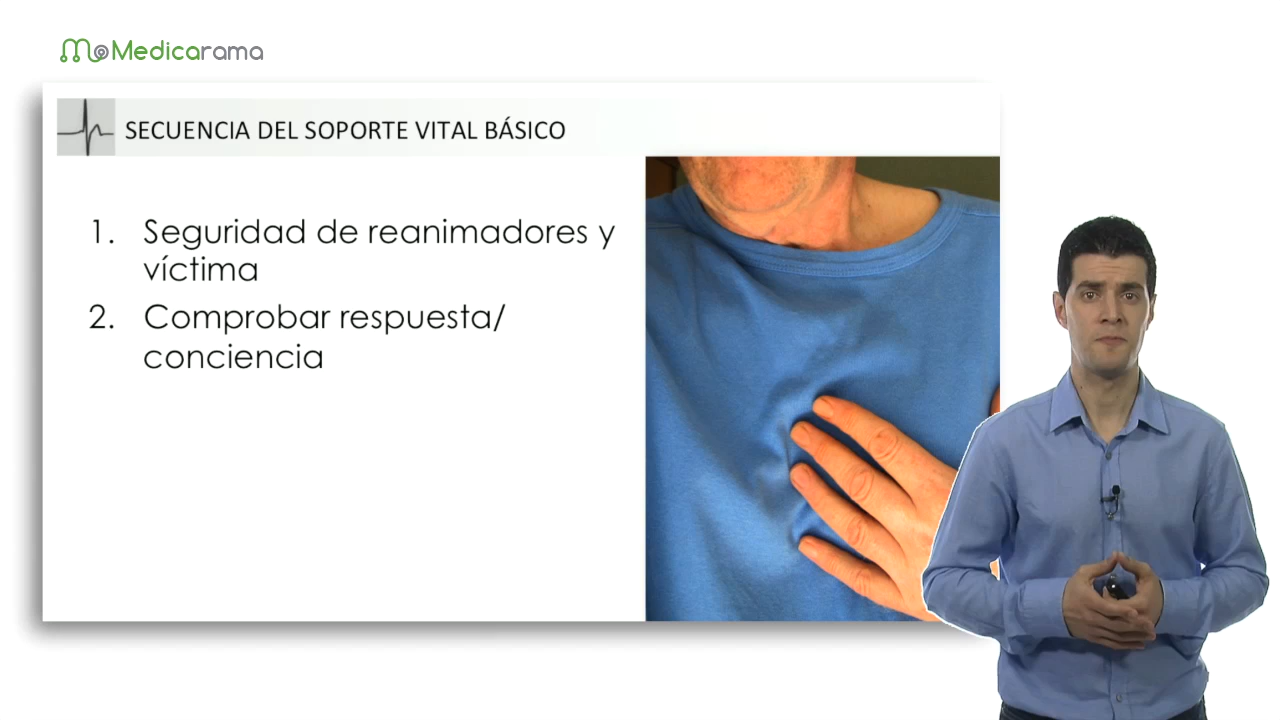 Medicarama
SECUENCIA DEL SOPORTE VITAL BÁSICO
1. Seguridad de reanimadores y
víctima
2. Comprobar respuesta/
conciencia